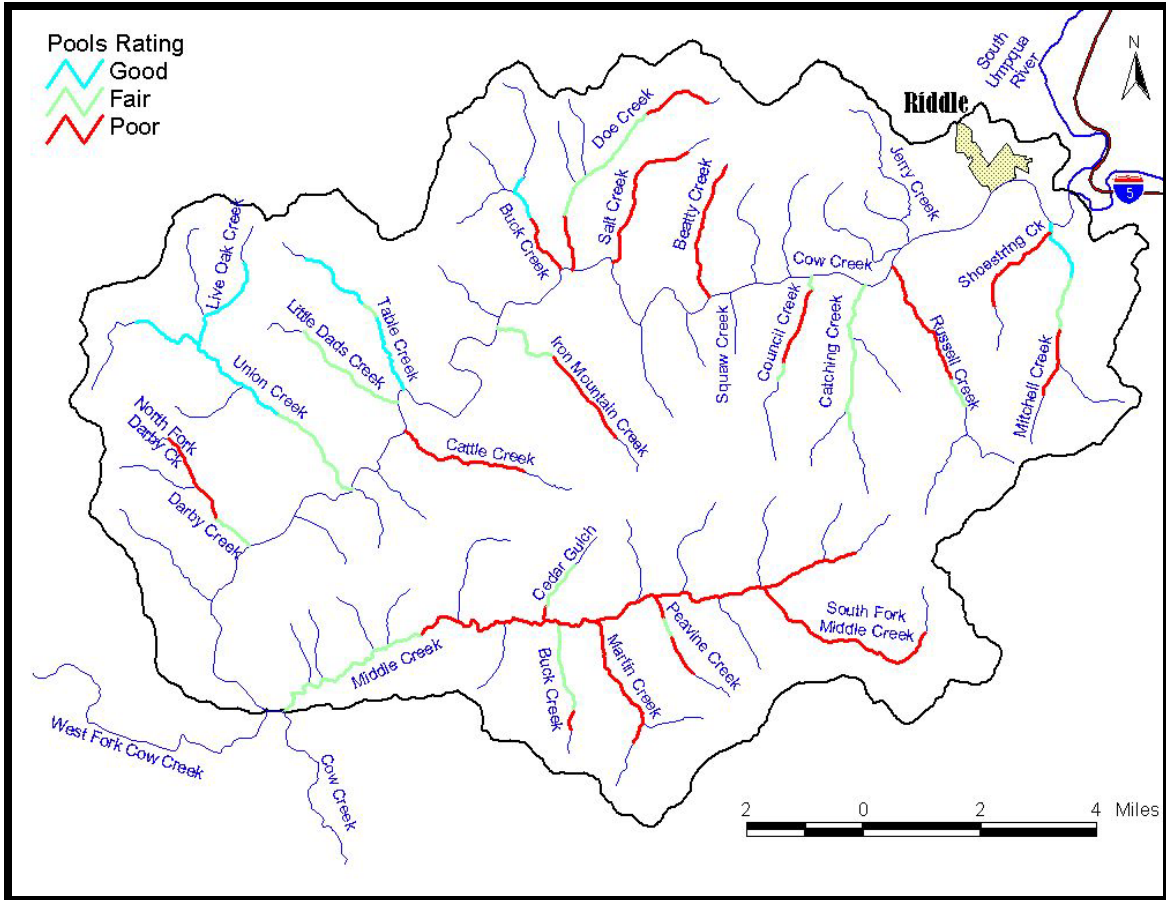 Pools Rating
Good
Fair
Poor
South
Umpqua
River
N
Riddle
5
Doe Creek
Jerry Creek
Salt Creek
Beatty Creek
Buck Creek
Live Oak Creek
Shoestring Ck
Cow Creek
Table Creek
Little Dads Creek
Council Creek
Catching Creek
Squaw Creek
Russell Creek
Iron Mountain Creek
Mitchell Creek
Union Creek
North Fork
Darby Ck
Cattle Creek
Darby Creek
Cedar Gulch
Peavine Creek
South Fork
Middle Creek
Middle Creek
Buck Creek
Martin Creek
West Fork Cow Creek
Cow Creek
2 0 2 4 Miles